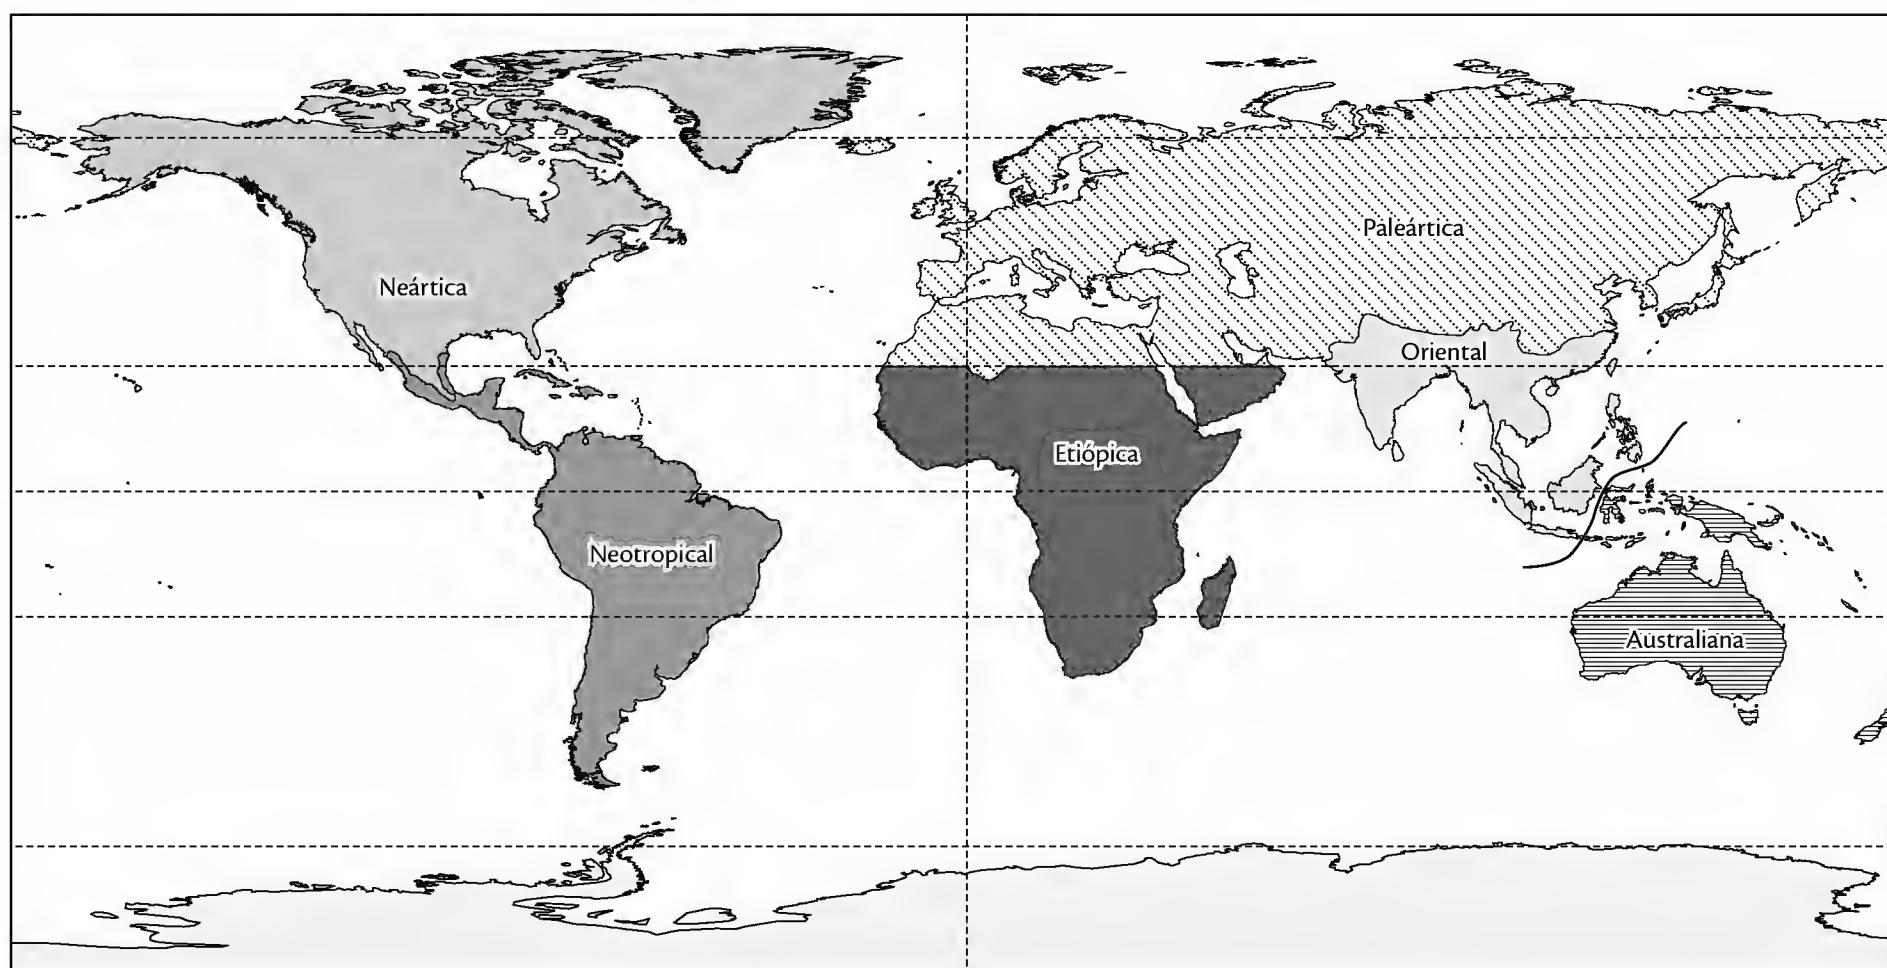 Paleártica
Neártica
Oriental
Etiópica
Neotropical
Australiana